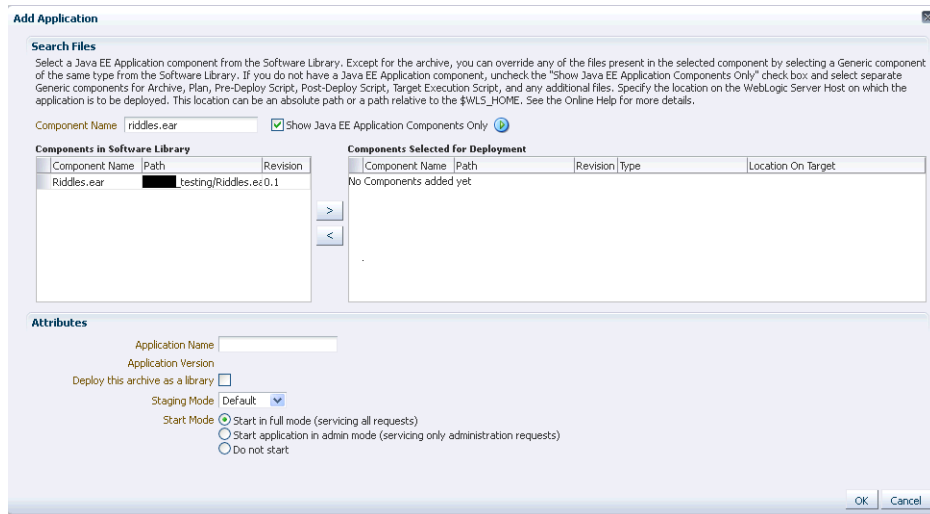 Add Application
Search Files
Select a Java EE Application component from the Software Library. Except for the archive, you can override any of the files present in the selected component by selecting a Generic component
of the same type from the Software Library. If you do not have a Java EE Application component, uncheck the "Show Java EE Application Components Only" check box and select separate
Generic components for Archive, Plan, Pre-Deploy Script, Post-Deploy Script, Target Execution Script, and any additional files. Specify the location on the WebLogic Server Host on which the
application is to be deployed. This location can be an absolute path or a path relative to the $WLS_HOME. See the Online Help for more details.
Component Name riddles.ear Show Java EE Application Components Only
Components in Software Library Components Selected for Deployment
Component Name Path Revision Component Name Path Revision Type Location On Target
Riddles.ear _testing/Riddles.ea 0.1 No Components added yet
>
<
Attributes
Application Name
Application Version
Deploy this archive as a library
Staging Mode Default
Start Mode Start in full mode (servicing all requests)
Start application in admin mode (servicing only administration requests)
Do not start
OK Cancel